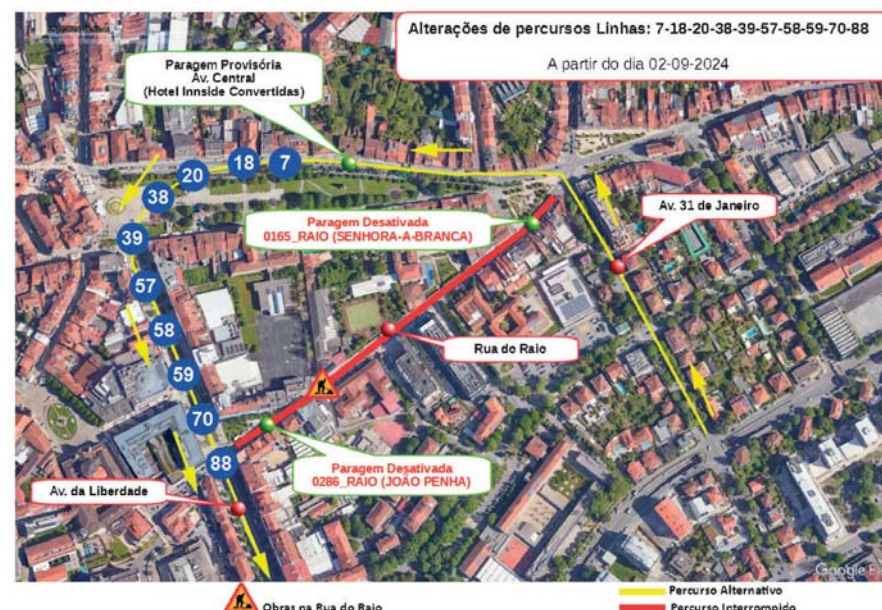 Alterações de percursos Linhas: 7-18-20-38-39-57-58-59-70-88
A partir do dia 02-09-2024
Paragem Provisória
Av. Central
(Hotel Innside Convertidas)
7
18
20
38
39
57
58
59
70
88
Paragem Desativada
0165_RAIO (SENHORA-A-BRANCA)
Av. 31 de Janeiro
Rua do Raio
Paragem Desativada
0286_RAIO (JOÃO PENHA)
Av. da Liberdade
Google Ea
Obras na Rua do Raio
Percurso Alternativo
Percurso Interrompido